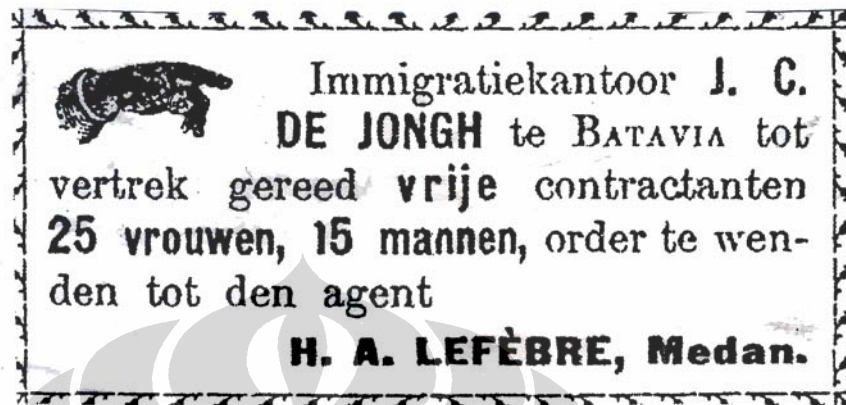 Immigratiekantoor J. C.
DE JONGH te BATAVIA tot
vertrek gereed vrije contractanten
25 vrouwen, 15 mannen, order te wen-
den tot den agent
H. A. LEFÈBRE, Medan.